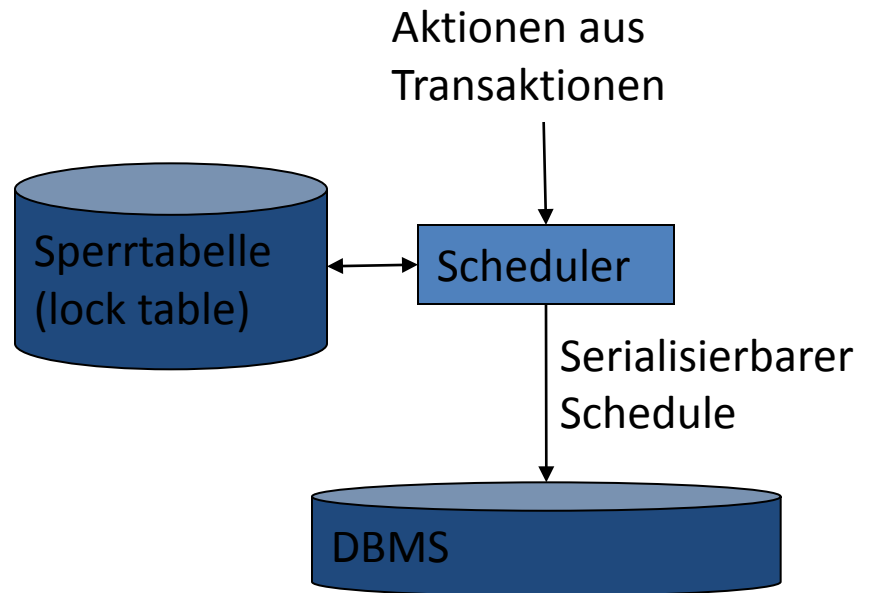 Aktionen aus
Transaktionen
Sperrtabelle
(lock table)
Scheduler
Serialisierbarer
Schedule
DBMS